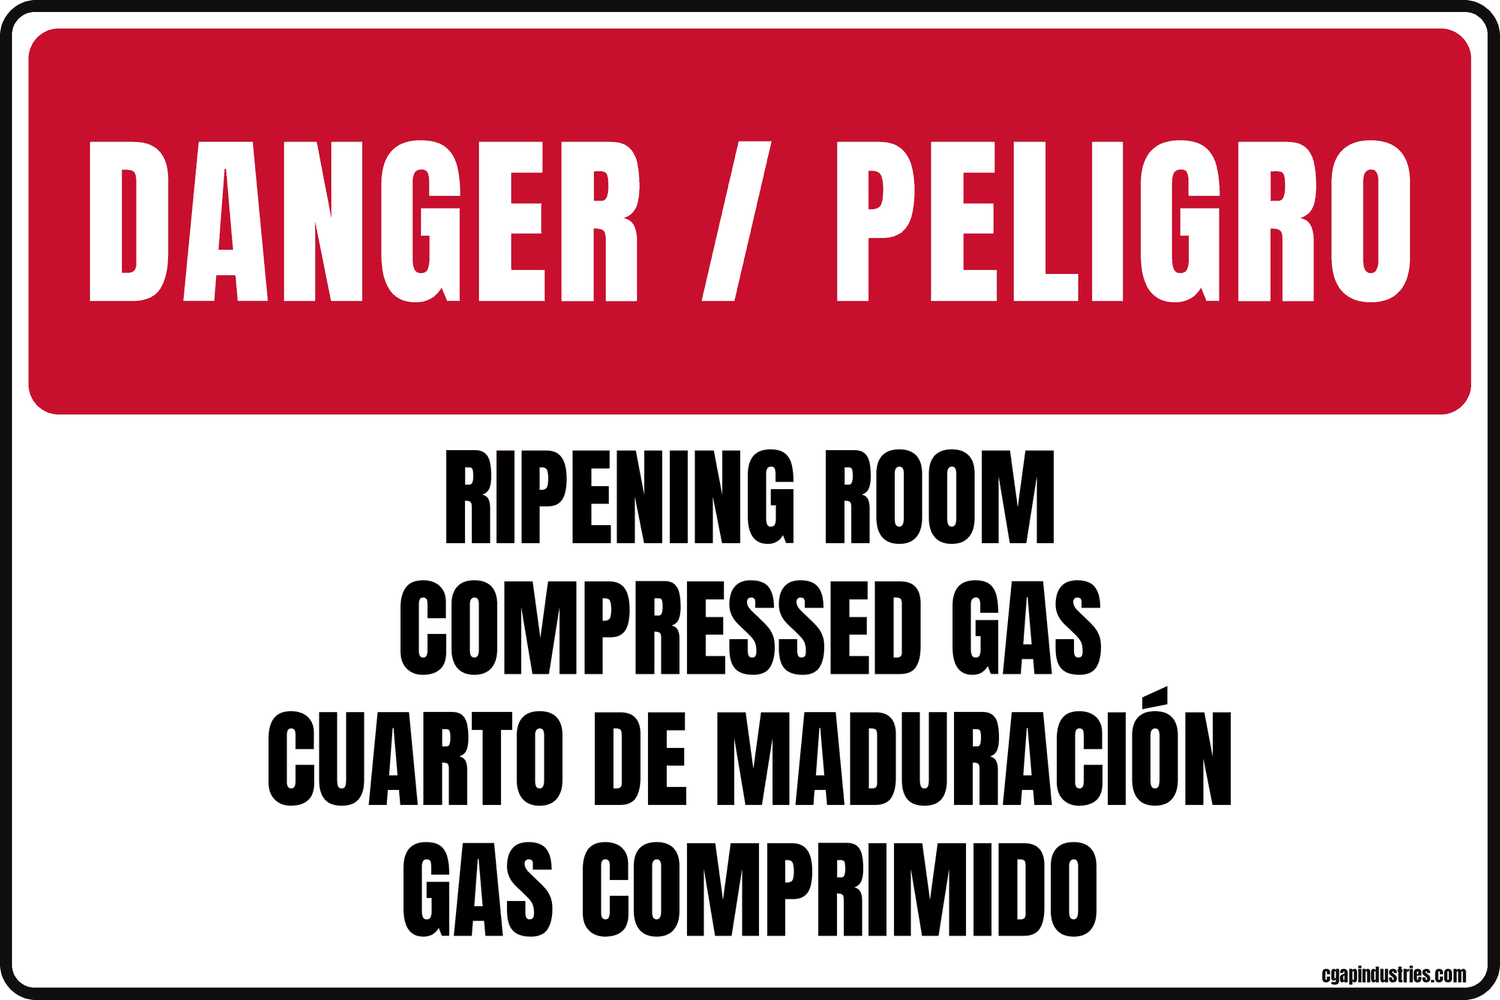 DANGER / PELIGRO
RIPENING ROOM
COMPRESSED GAS
CUARTO DE MADURACIÓN
GAS COMPRIMIDO
cgapindustries.com